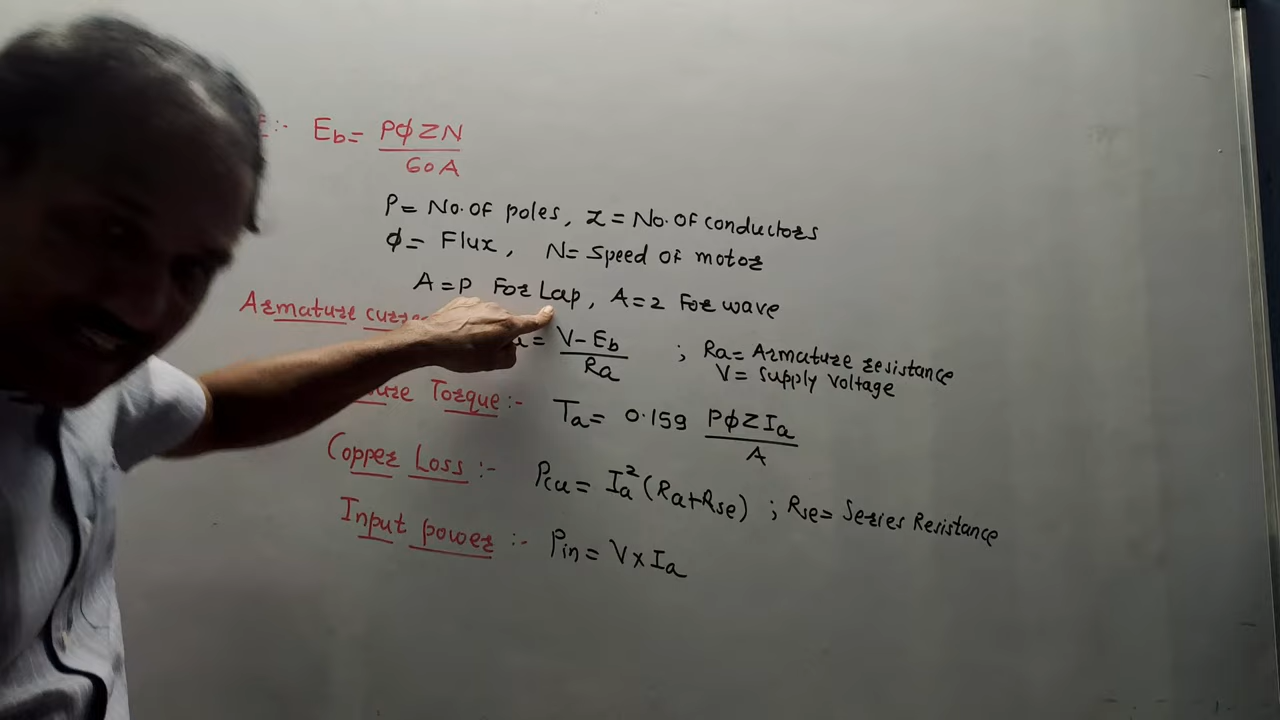 :- Eb= PΦZN
60A
P= No. of poles, Z = No. of conductors
Φ= Flux, N= Speed of motor
A=P For Lap, A=2 For wave
Armature
= V-Eb ; Ra= Armature resistance
Ra V= Supply voltage
Torque:- Ta= 0.159 PΦZIa
A
Copper Loss:- Pcu= Ia²(Ra+Rse) ; Rse= Series Resistance
Input power:- Pin= V×Ia